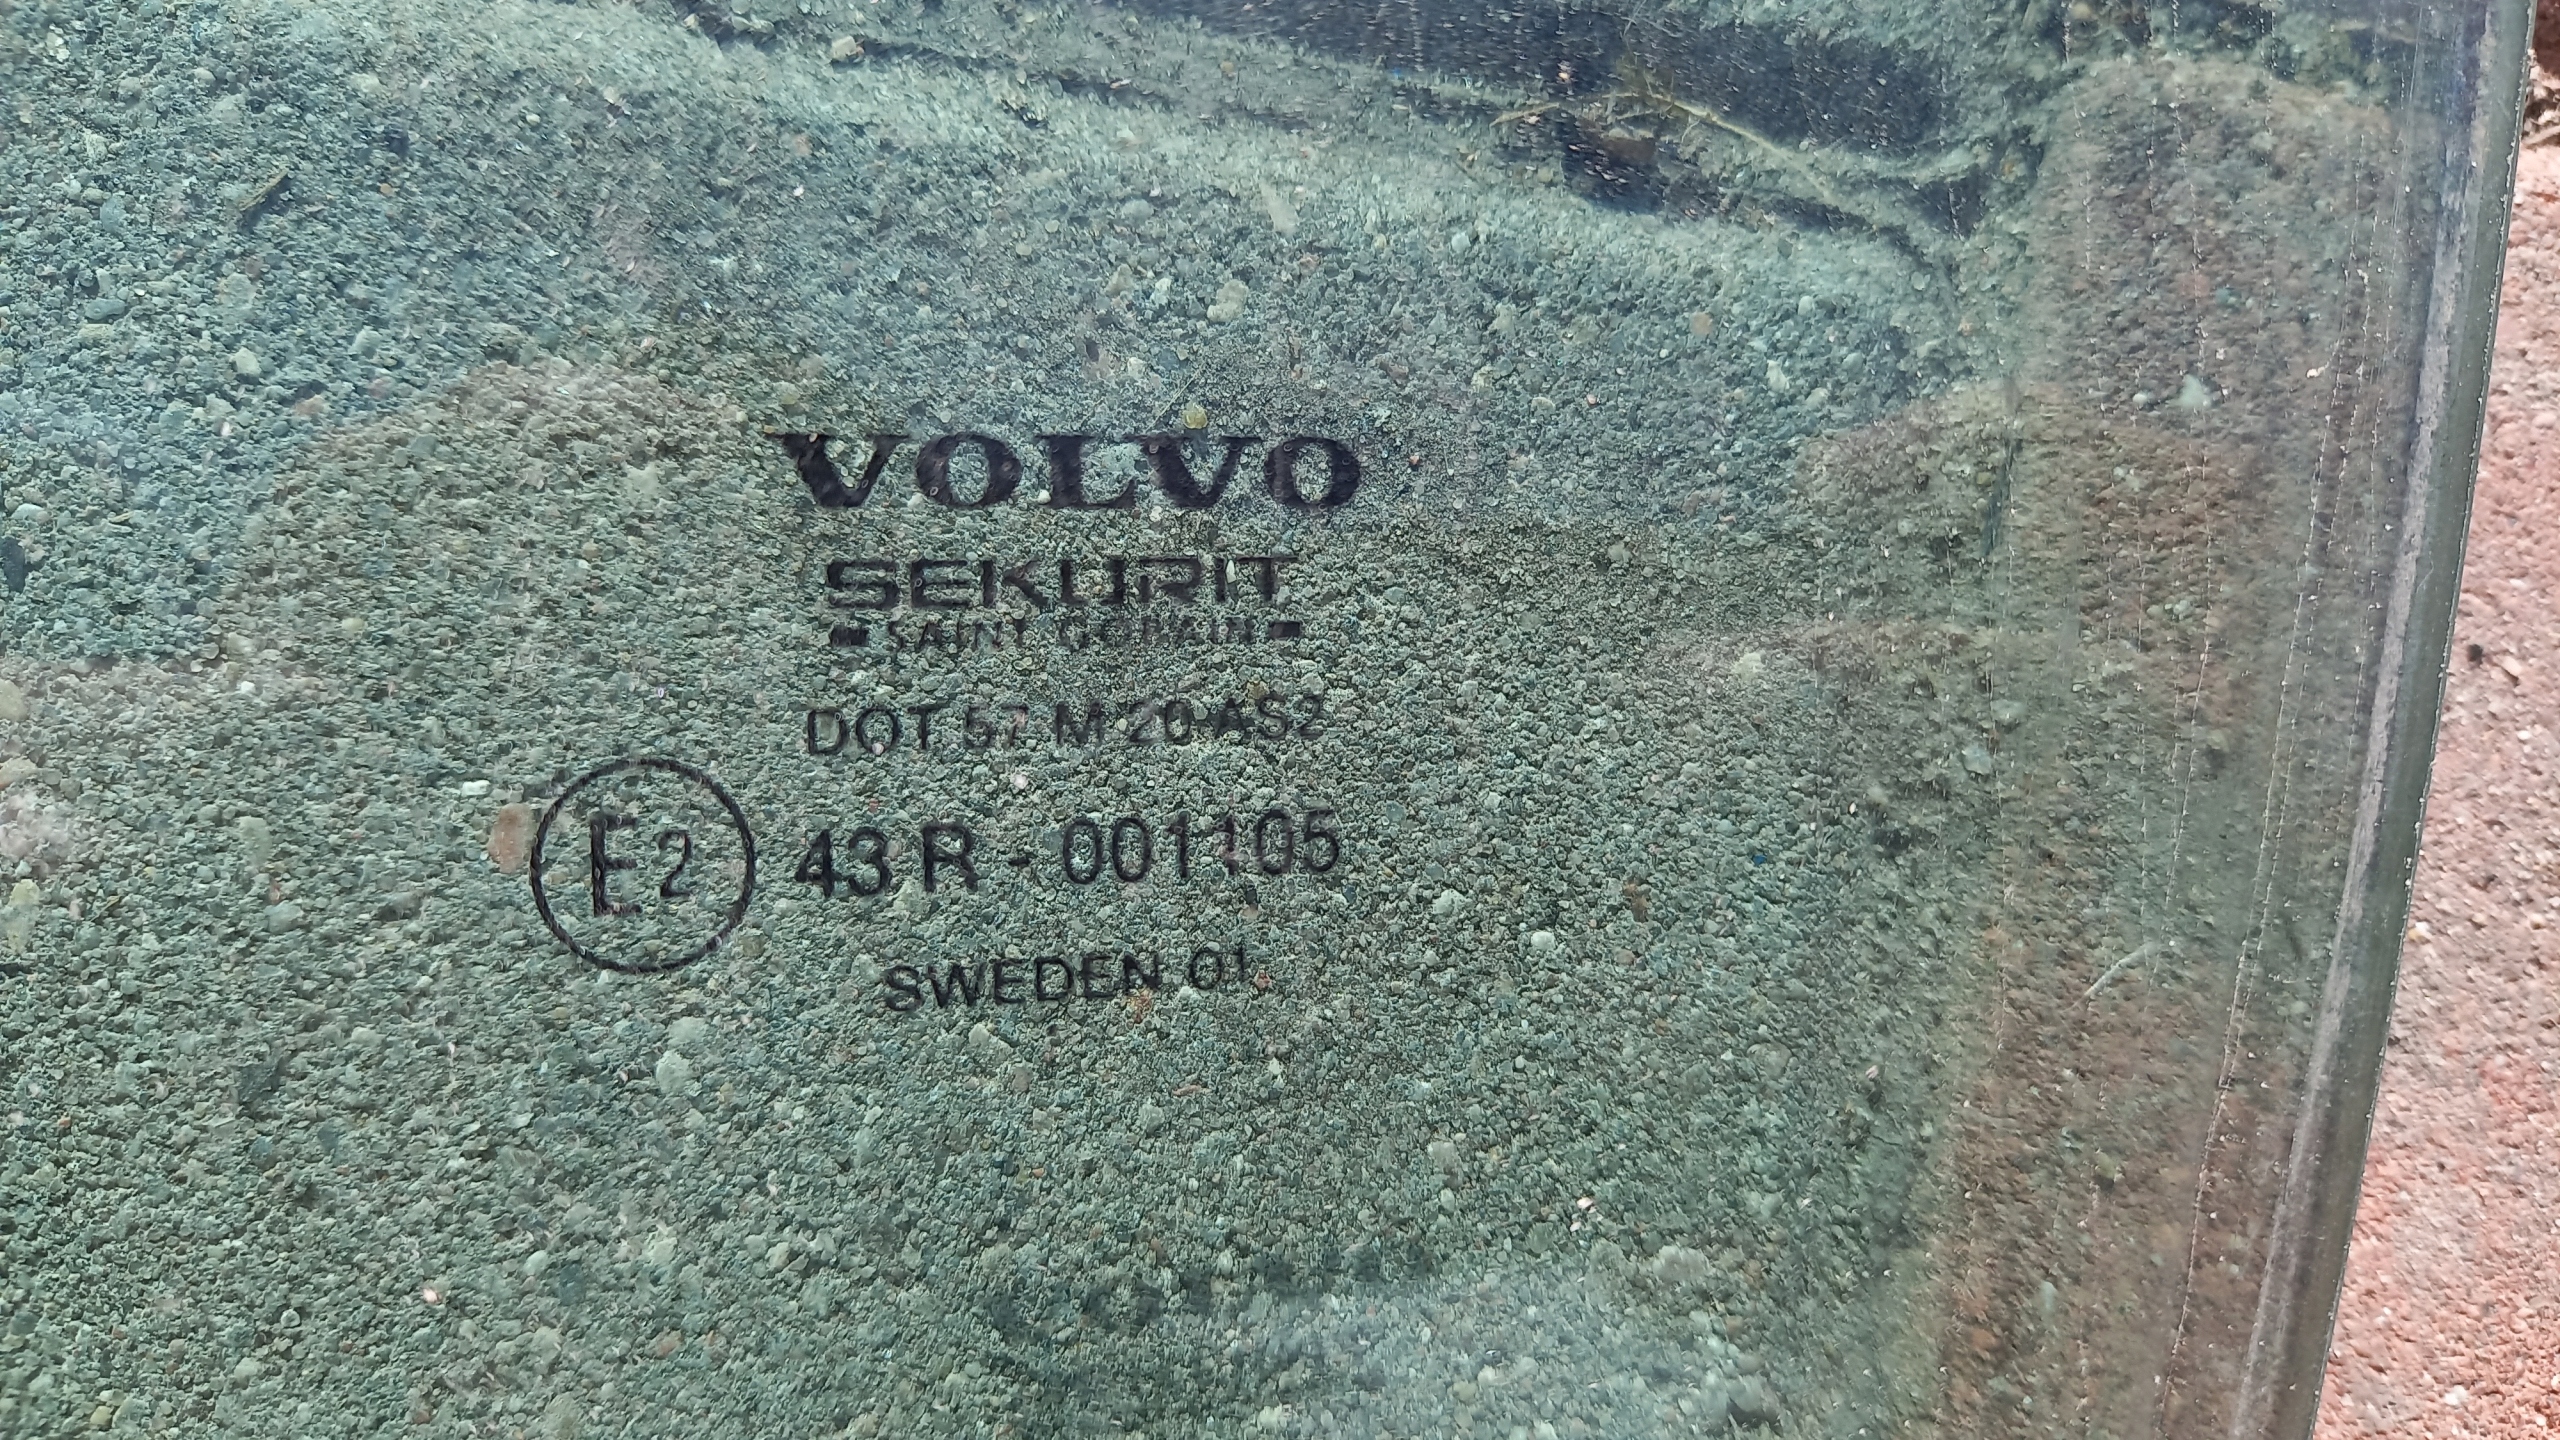 VOLVO
SEKURIT
SAINT GOBAIN
DOT 57 M 20 AS2
E2 43 R - 001105
SWEDEN 01